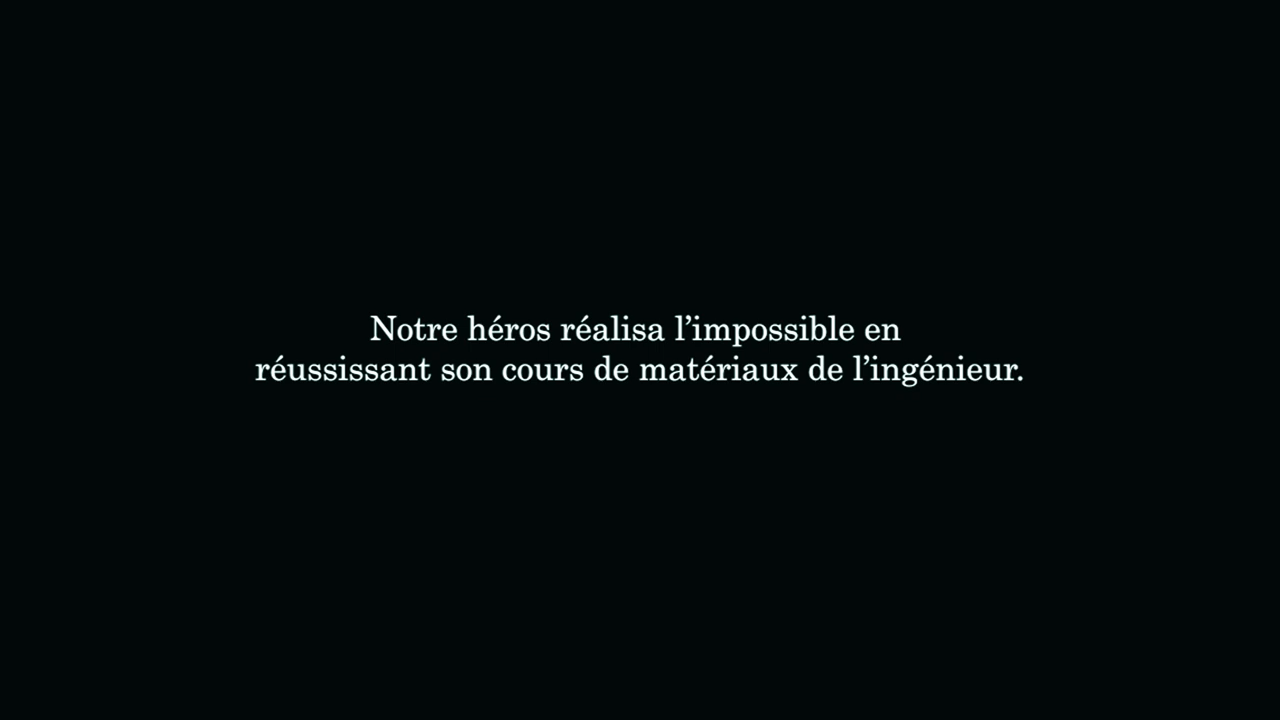 Notre héros réalisa l’impossible en
réussissant son cours de matériaux de l’ingénieur.